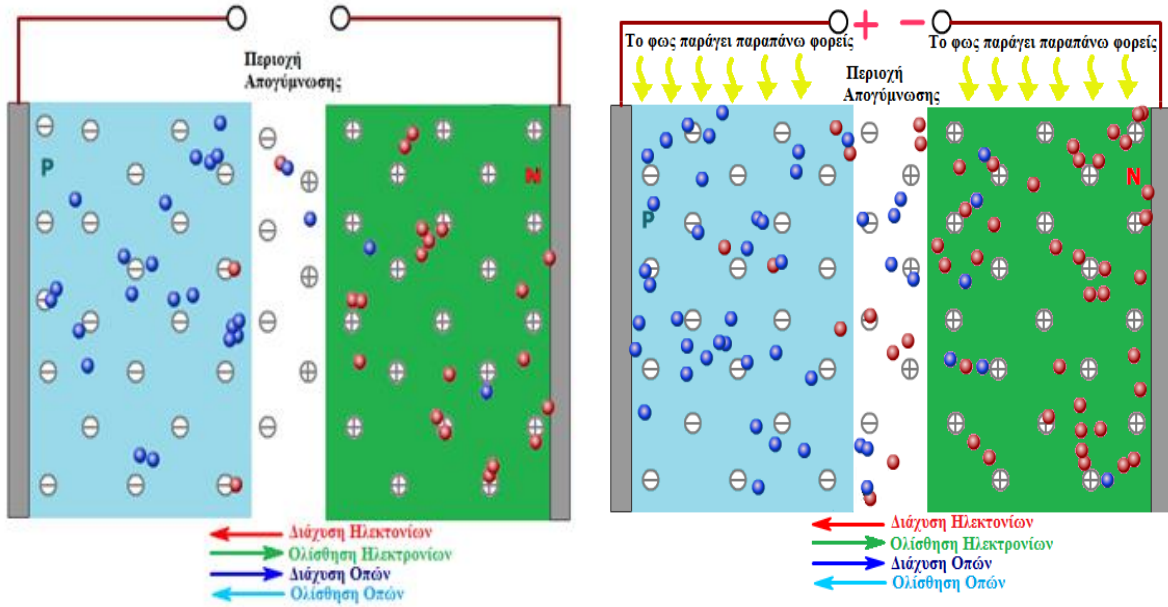 Περιοχή
Απογύμνωσης
P
N
Διάχυση Ηλεκτονίων
Ολίσθηση Ηλεκτρονίων
Διάχυση Οπών
Ολίσθηση Οπών
+ −
Το φως παράγει παραπάνω φορείς
Το φως παράγει παραπάνω φορείς
Περιοχή
Απογύμνωσης
P
N
Διάχυση Ηλεκτονίων
Ολίσθηση Ηλεκτρονίων
Διάχυση Οπών
Ολίσθηση Οπών